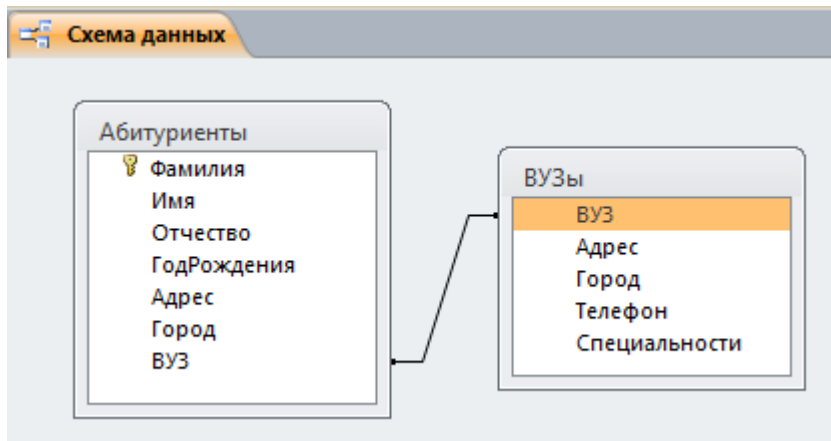 Схема данных
Абитуриенты
Фамилия
Имя
Отчество
ГодРождения
Адрес
Город
ВУЗ
ВУЗы
ВУЗ
Адрес
Город
Телефон
Специальности